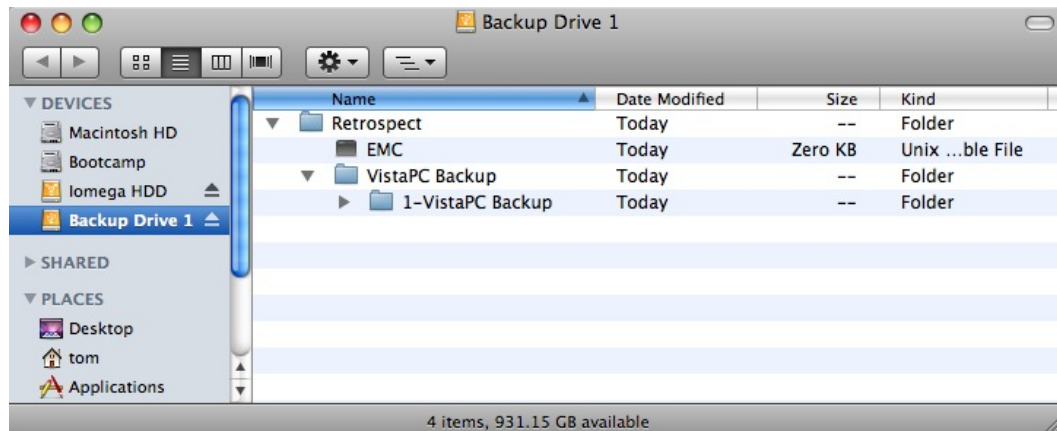 Backup Drive 1
DEVICES
Macintosh HD
Bootcamp
Iomega HDD
Backup Drive 1
SHARED
PLACES
Desktop
tom
Applications
Name Date Modified Size Kind
Retrospect Today -- Folder
EMC Today Zero KB Unix ...ble File
VistaPC Backup Today -- Folder
1-VistaPC Backup Today -- Folder
4 items, 931.15 GB available